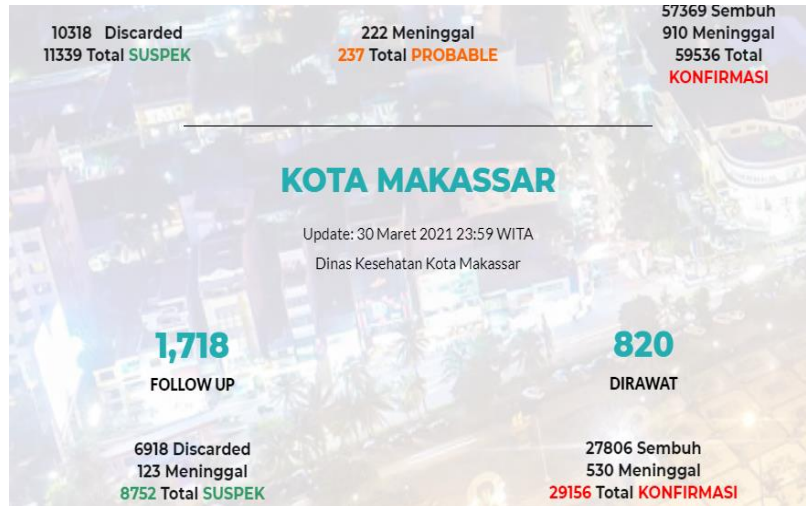 10318 Discarded
11339 Total SUSPEK
222 Meninggal
237 Total PROBABLE
57369 Sembuh
910 Meninggal
59536 Total
KONFIRMASI
KOTA MAKASSAR
Update: 30 Maret 2021 23:59 WITA
Dinas Kesehatan Kota Makassar
1,718
FOLLOW UP
6918 Discarded
123 Meninggal
8752 Total SUSPEK
820
DIRAWAT
27806 Sembuh
530 Meninggal
29156 Total KONFIRMASI